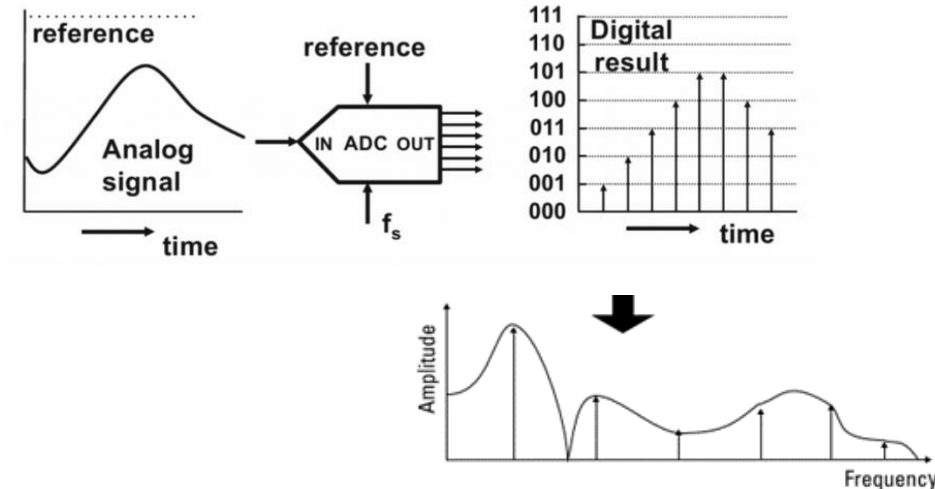 reference
Analog
signal
time
reference
IN ADC OUT
fs
111
110
101
100
011
010
001
000
Digital
result
time
Amplitude
Frequency